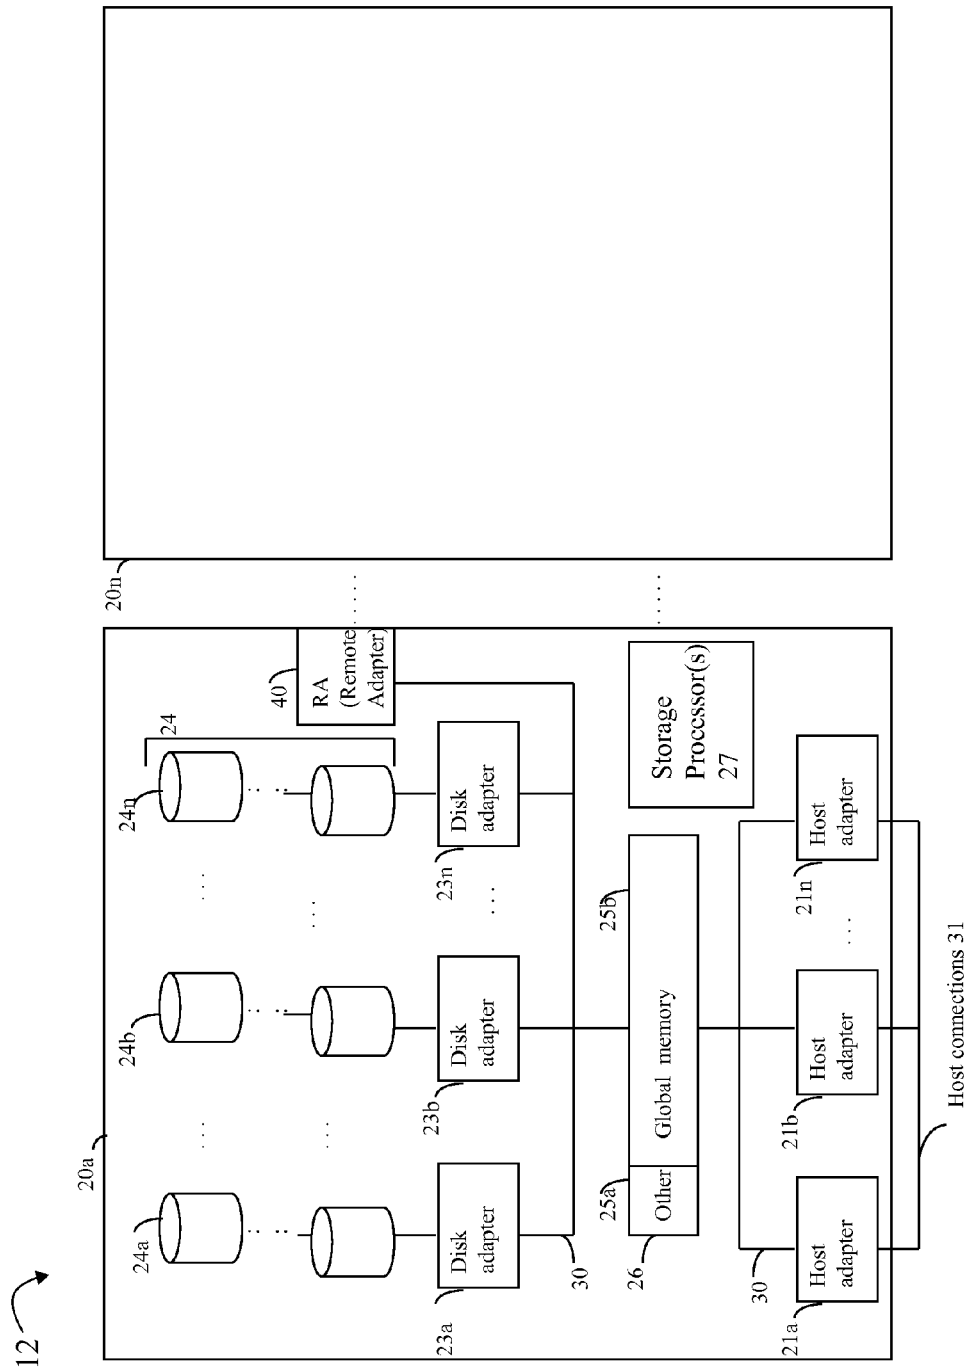 12
20a
20n
24a
24b
24n
24
40
RA
(Remote
Adapter)
Disk
adapter
Disk
adapter
Disk
adapter
23a
23b
23n
30
25a
25b
26
Other
Global memory
Storage
Processor(s)
27
30
Host
adapter
Host
adapter
Host
adapter
21a
21b
21n
Host connections 31